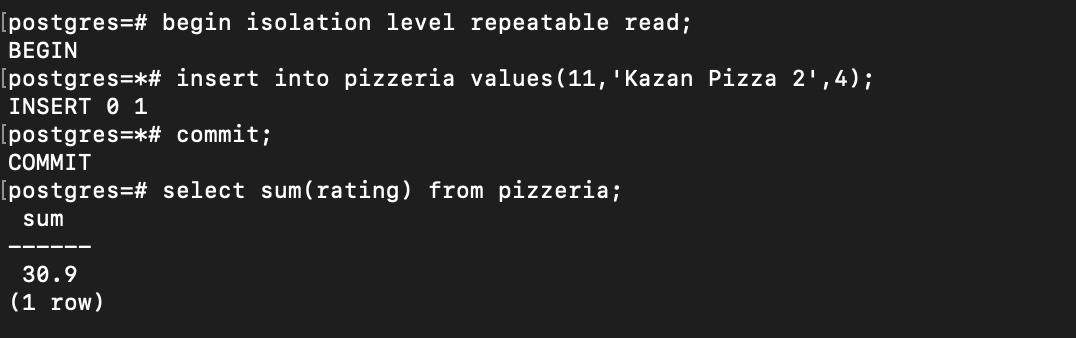 [postgres=# begin isolation level repeatable read;
BEGIN
[postgres=*# insert into pizzeria values(11,'Kazan Pizza 2',4);
INSERT 0 1
[postgres=*# commit;
COMMIT
[postgres=# select sum(rating) from pizzeria;
sum
------
30.9
(1 row)